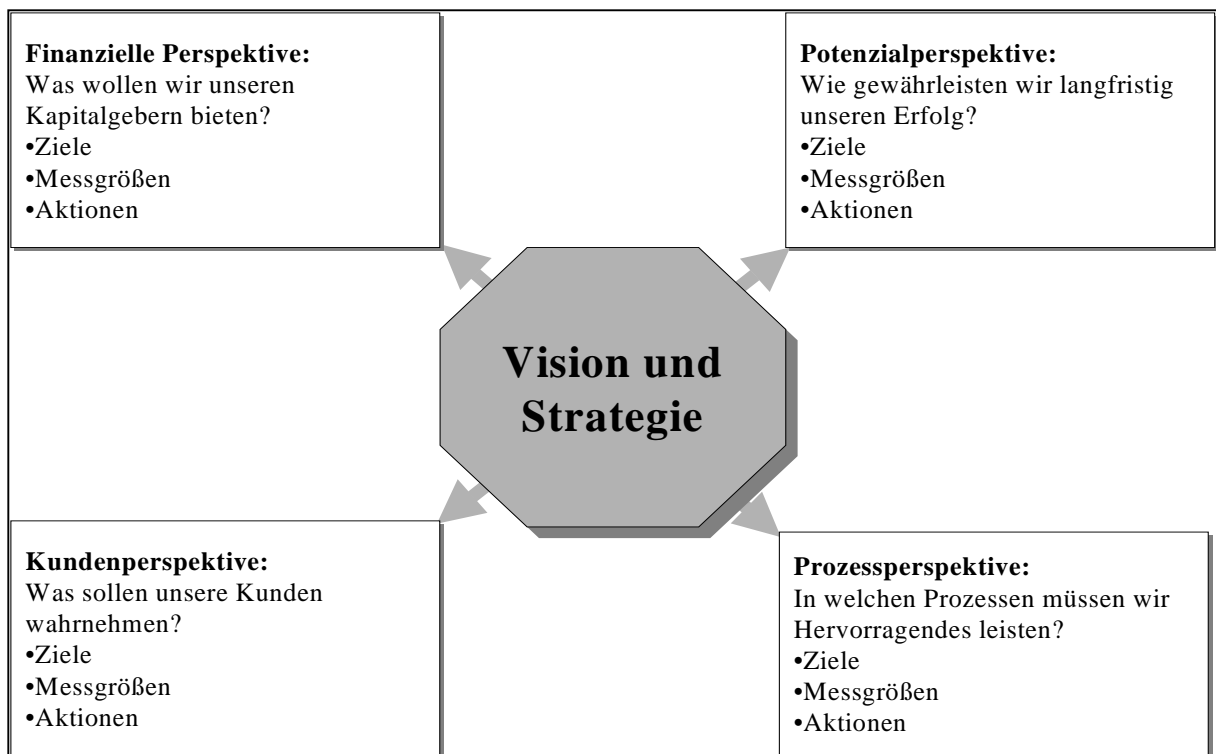 Finanzielle Perspektive:
Was wollen wir unseren
Kapitalgebern bieten?
•Ziele
•Messgrößen
•Aktionen
Potenzialperspektive:
Wie gewährleisten wir langfristig
unseren Erfolg?
•Ziele
•Messgrößen
•Aktionen
Vision und
Strategie
Kundenperspektive:
Was sollen unsere Kunden
wahrnehmen?
•Ziele
•Messgrößen
•Aktionen
Prozessperspektive:
In welchen Prozessen müssen wir
Hervorragendes leisten?
•Ziele
•Messgrößen
•Aktionen